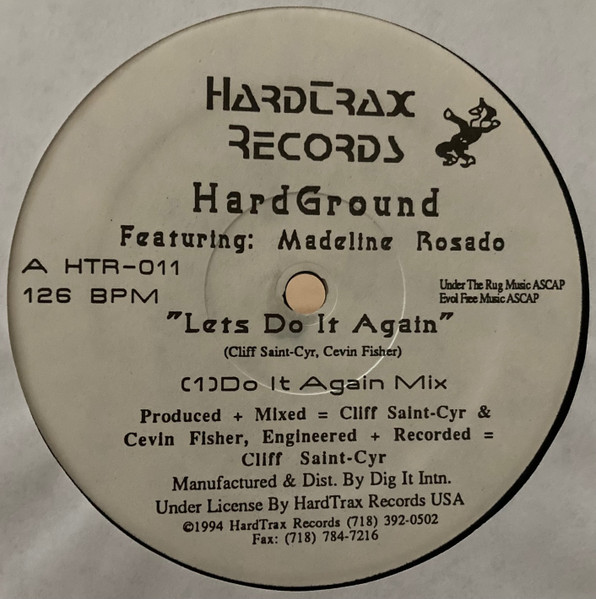 HARDTRAX
RECORDS
HardGround
Featuring: Madeline Rosado
A HTR-011
126 BPM
Under The Rug Music ASCAP
Evol Free Music ASCAP
"Lets Do It Again"
(Cliff Saint-Cyr, Cevin Fisher)
(1)Do It Again Mix
Produced + Mixed = Cliff Saint-Cyr &
Cevin Fisher, Engineered + Recorded =
Cliff Saint-Cyr
Manufactured & Dist. By Dig It Intn.
Under License By HardTrax Records USA
©1994 HardTrax Records (718) 392-0502
Fax: (718) 784-7216